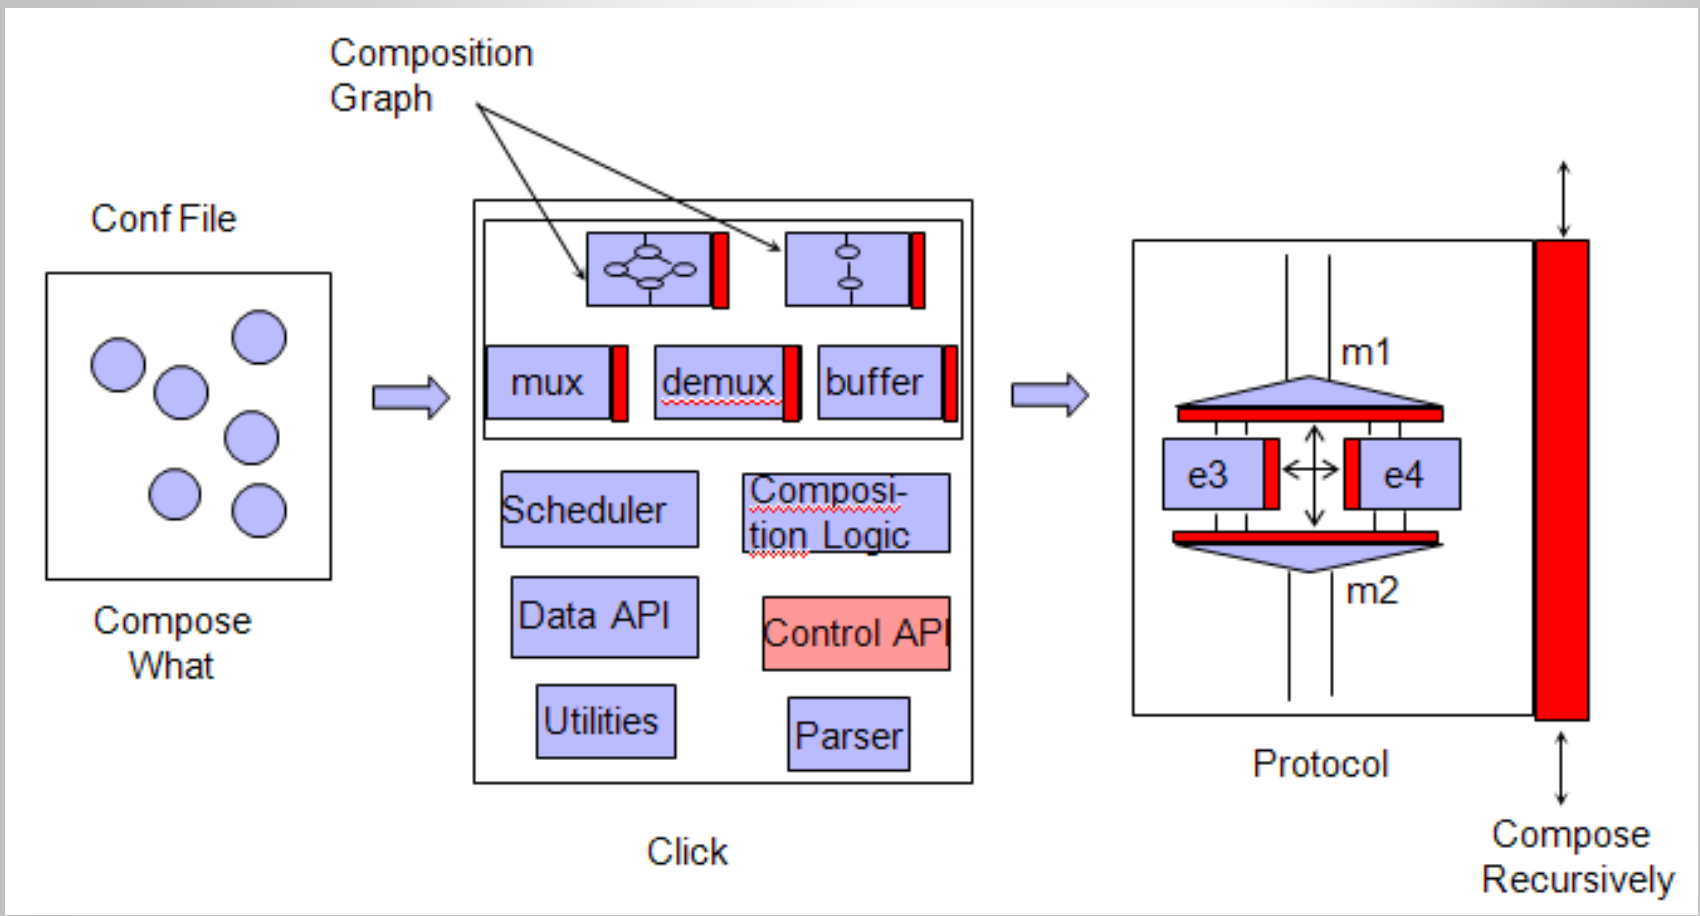 Composition
Graph
Conf File
Compose
What
mux
demux
buffer
Scheduler
Composi-
tion Logic
Data API
Control API
Utilities
Parser
Click
m1
e3
e4
m2
Protocol
Compose
Recursively